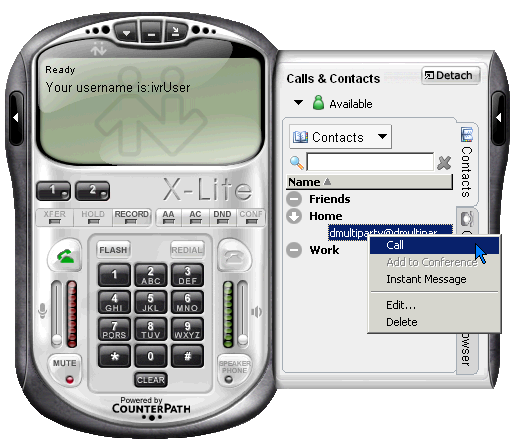 Ready
Your username is:ivrUser
1 2
X-Lite
XFER HOLD RECORD AA AC DND CONF
FLASH REDIAL
1 2 ABC 3 DEF
4 GHI 5 JKL 6 MNO
7 PQRS 8 TUV 9 WXYZ
* 0 #
MUTE SPEAKER PHONE
CLEAR
Powered by
COUNTERPATH
Calls & Contacts
Detach
Available
Contacts
Name
Friends
Home
dmultiparty@dmultipar...
Work
Call
Add to Conference
Instant Message
Edit...
Delete
Contacts